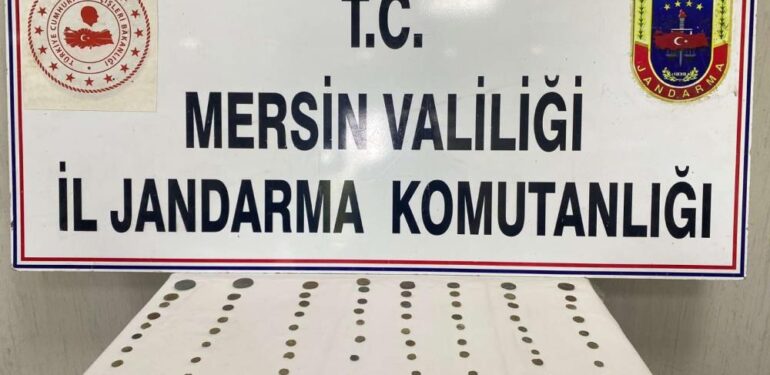 T.C.
MERSİN VALİLİĞİ
İL JANDARMA KOMUTANLIĞI
JANDARMA